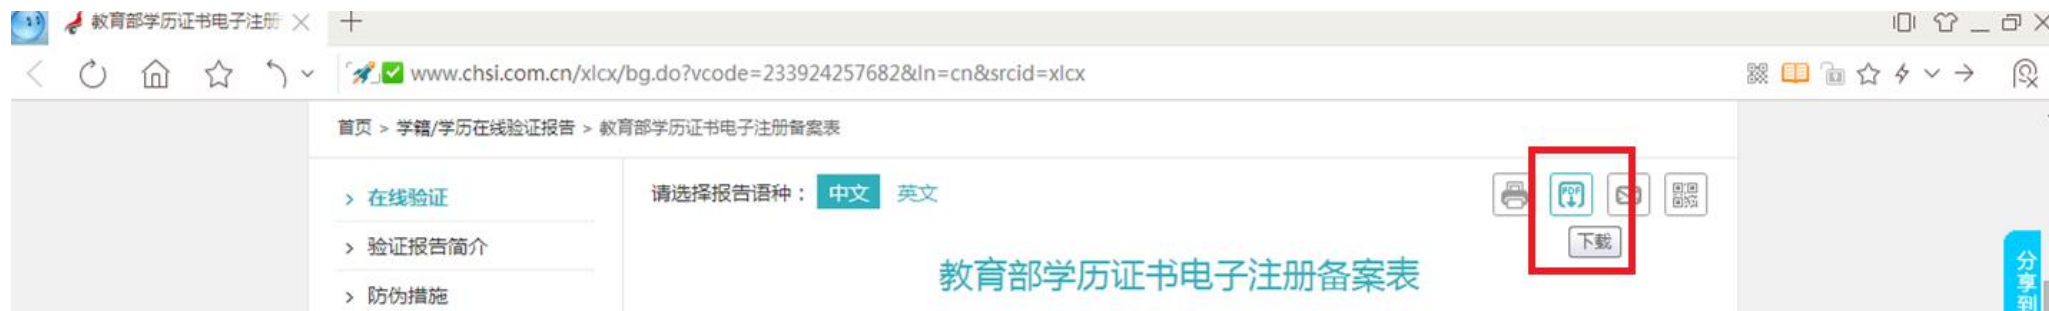 教育部学历证书电子注册
www.chsi.com.cn/xlcx/bg.do?vcode=233924257682&ln=cn&srcid=xlcx
首页 > 学籍/学历在线验证报告 > 教育部学历证书电子注册备案表
> 在线验证
请选择报告语种： 中文 英文
PDF
下载
> 验证报告简介
教育部学历证书电子注册备案表
> 防伪措施
分享到